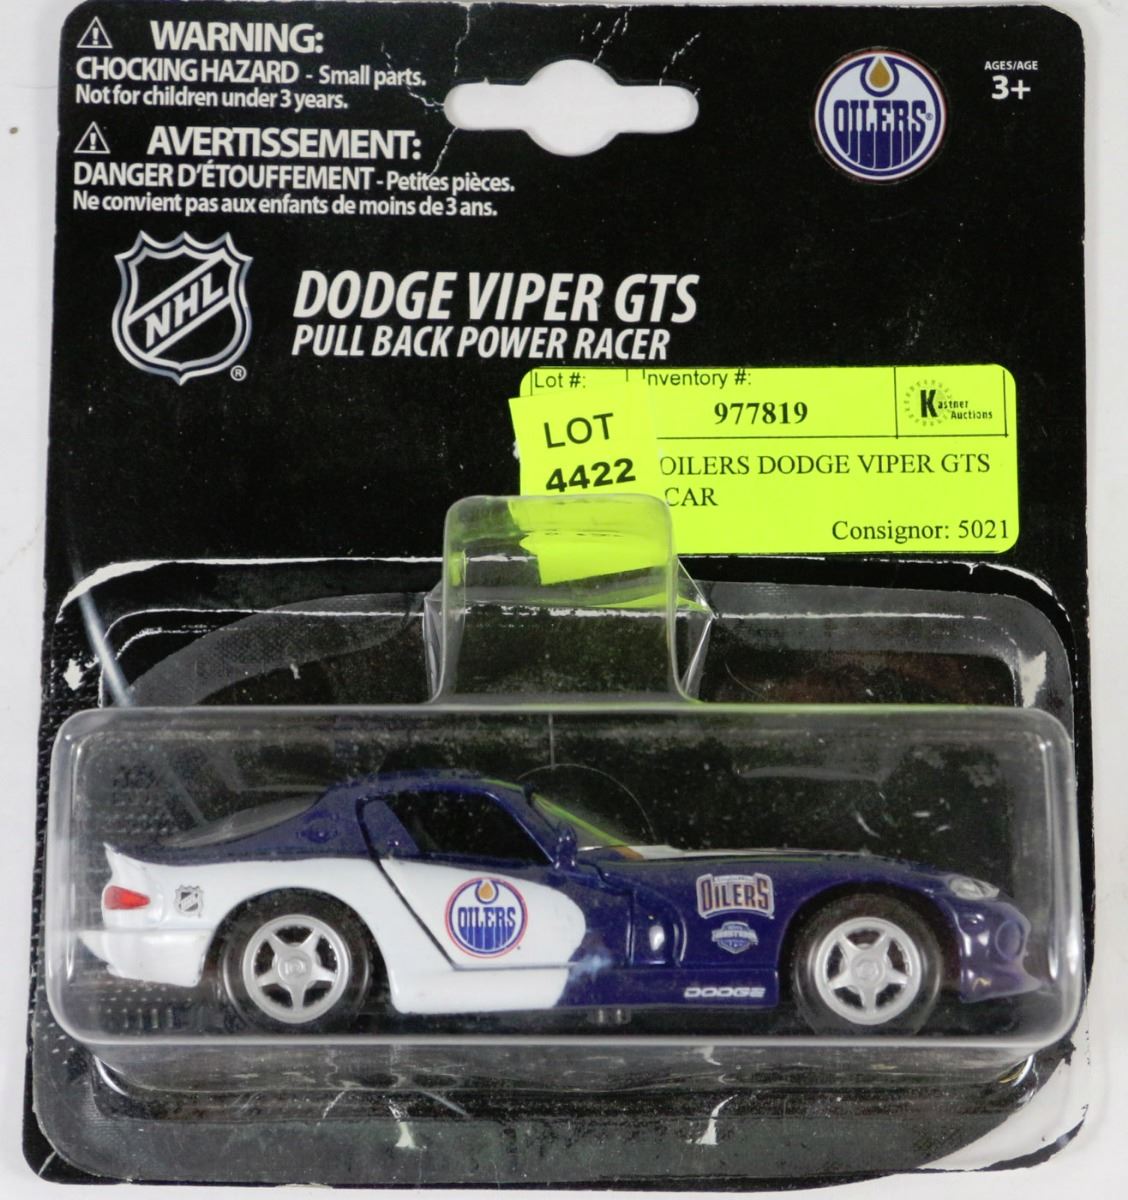 WARNING:
CHOCKING HAZARD - Small parts.
Not for children under 3 years.
AVERTISSEMENT:
DANGER D'ÉTOUFFEMENT - Petites pièces.
Ne convient pas aux enfants de moins de 3 ans.
OILERS®
AGES/AGE
3+
NHL®
DODGE VIPER GTS
PULL BACK POWER RACER
Lot #:
Inventory #:
977819
Kastner
Auctions
LOT
4422
OILERS DODGE VIPER GTS
CAR
Consignor: 5021
OILERS
OILERS
DODGE